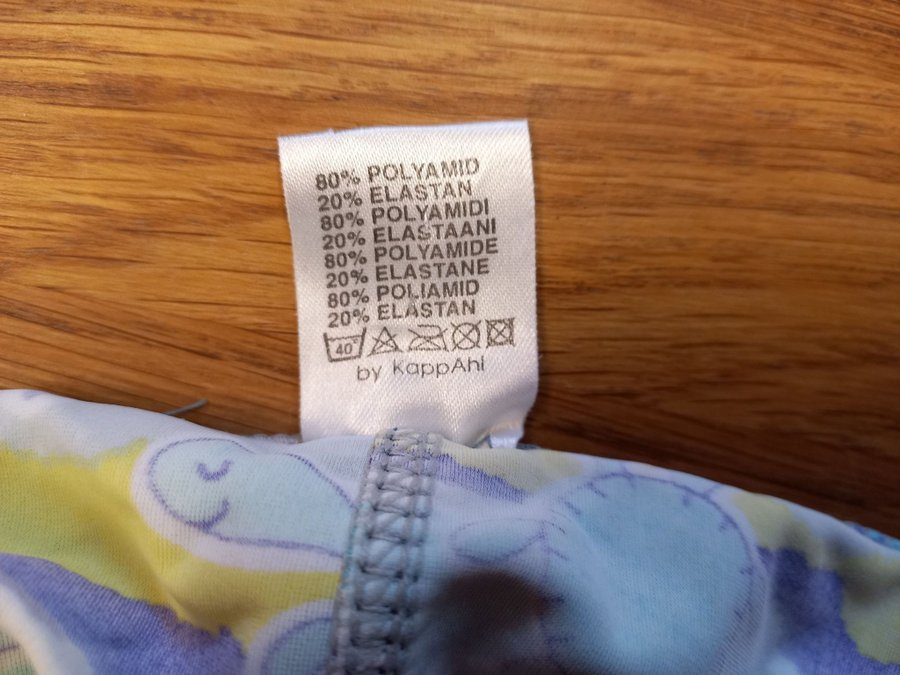 80% POLYAMID
20% ELASTAN
80% POLYAMIDI
20% ELASTAANI
80% POLYAMIDE
20% ELASTANE
80% POLIAMID
20% ELASTAN
40°
by KappAhl